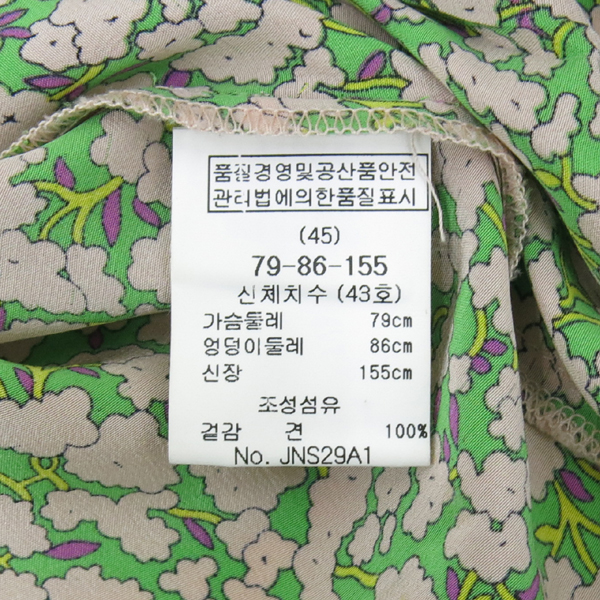 품질경영및공산품안전
관리법에의한품질표시
(45)
79-86-155
신체치수 (43호)
가슴둘레 79cm
엉덩이둘레 86cm
신장 155cm
조성섬유
겉감 견 100%
No. JNS29A1